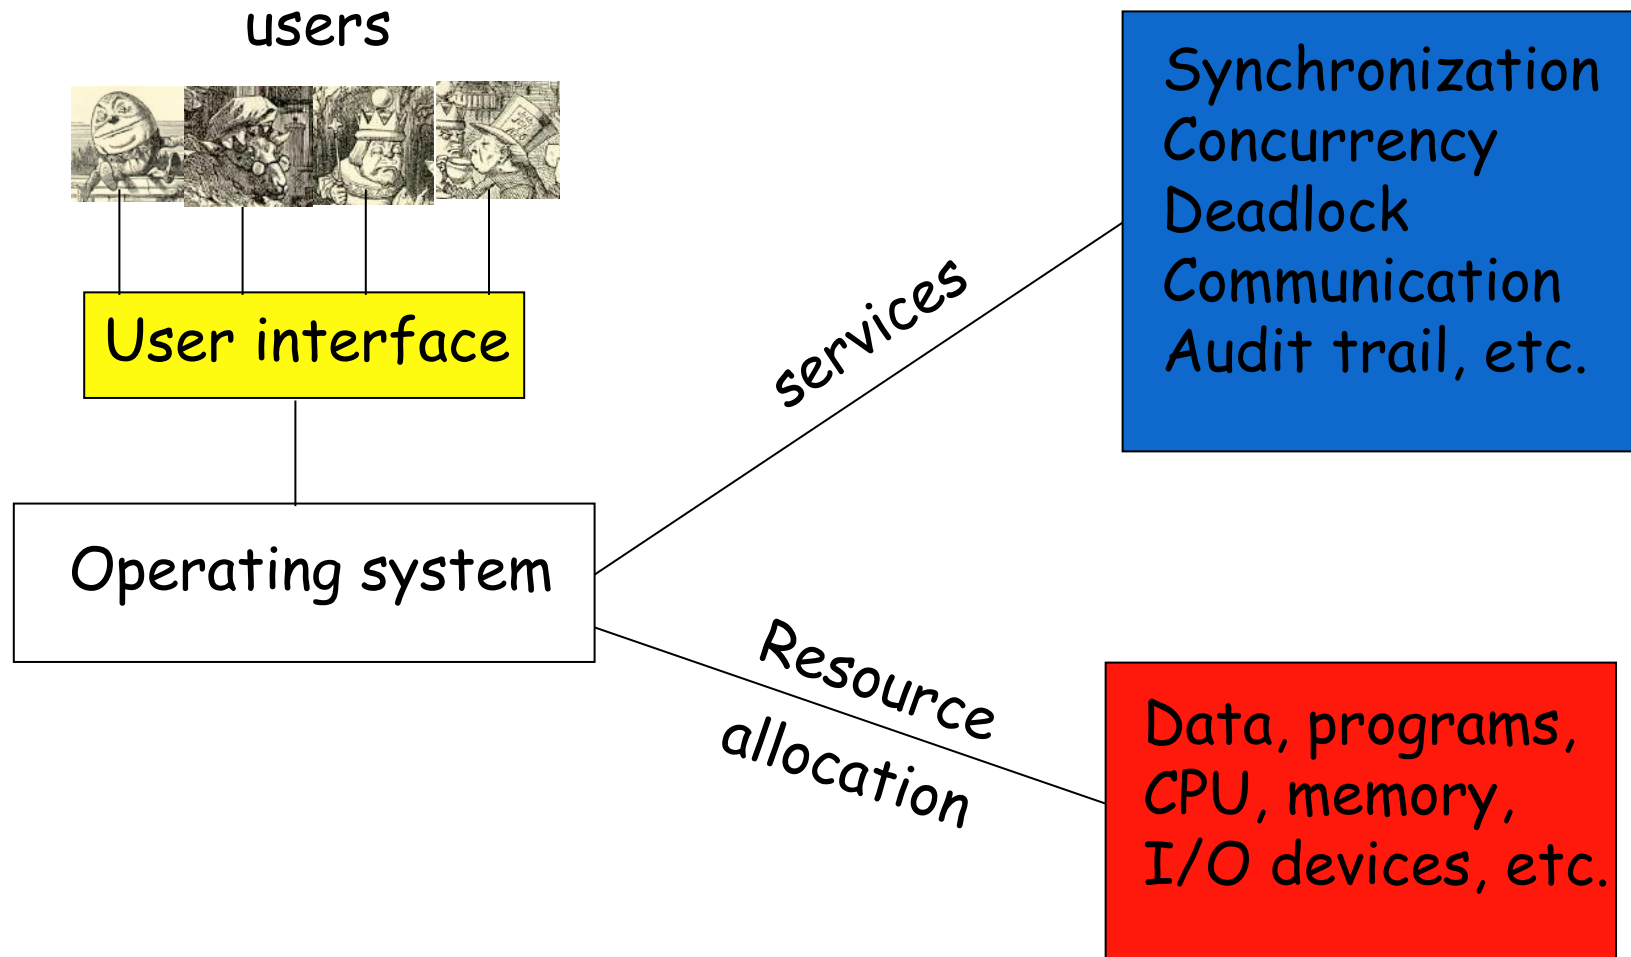 users
User interface
Operating system
services
Resource
allocation
Synchronization
Concurrency
Deadlock
Communication
Audit trail, etc.
Data, programs,
CPU, memory,
I/O devices, etc.